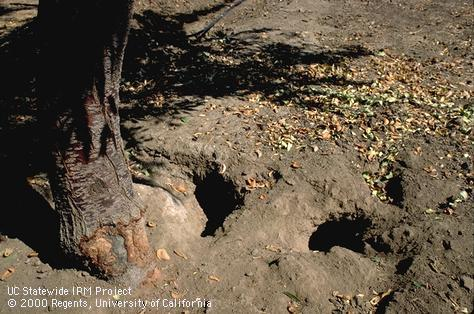 UC Statewide IPM Project
© 2000 Regents, University of California